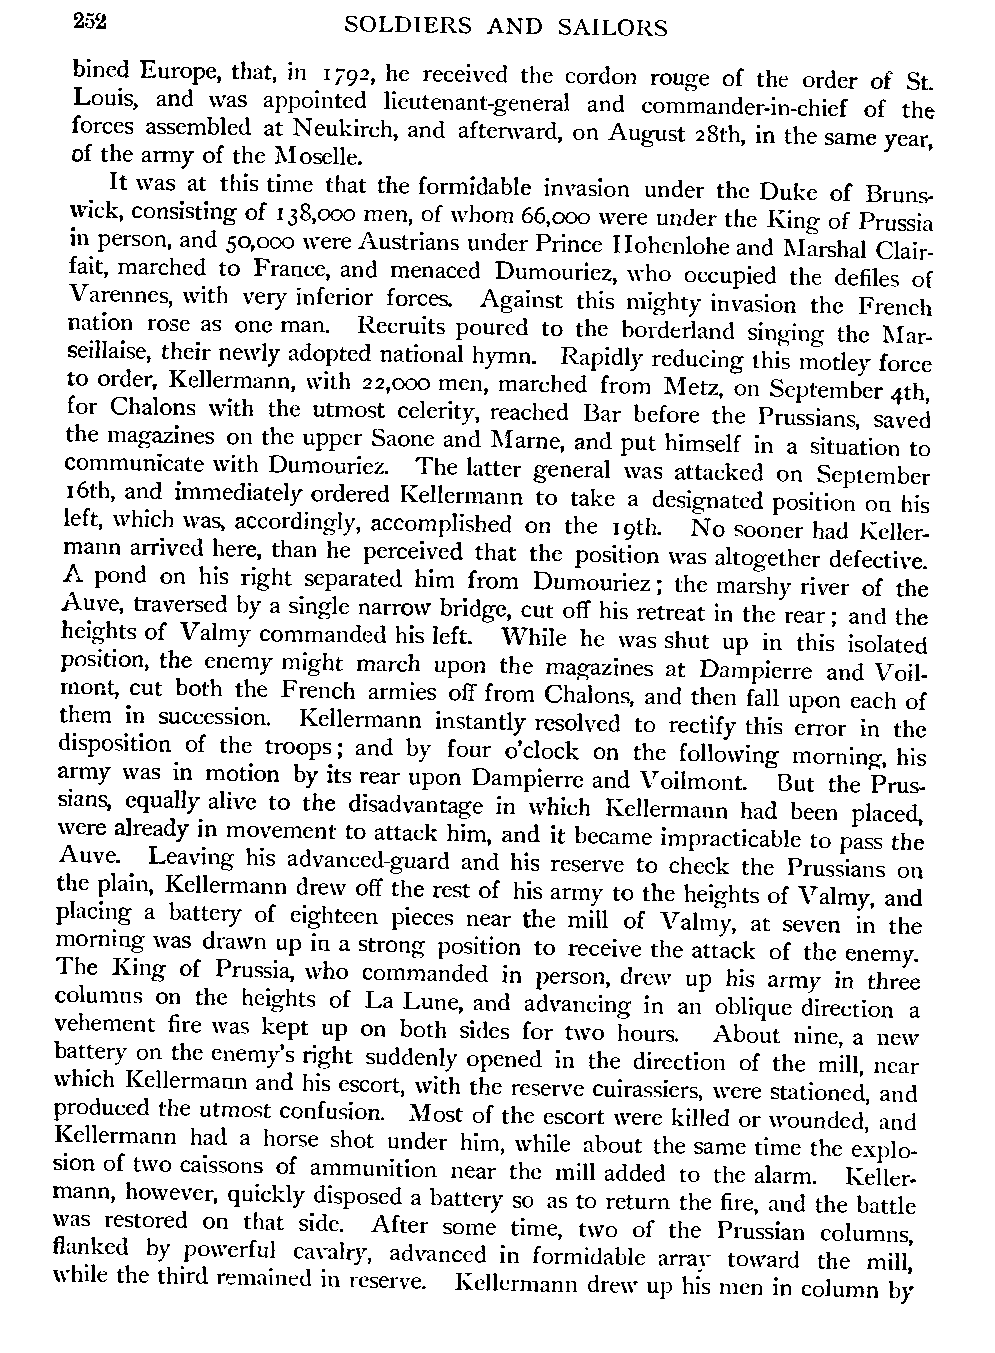 252
SOLDIERS AND SAILORS
bined Europe, that, in 1792, he received the cordon rouge of the order of St.
Louis, and was appointed lieutenant-general and commander-in-chief of the
forces assembled at Neukirch, and afterward, on August 28th, in the same year,
of the army of the Moselle.
It was at this time that the formidable invasion under the Duke of Bruns-
wick, consisting of 138,000 men, of whom 66,000 were under the King of Prussia
in person, and 50,000 were Austrians under Prince Hohenlohe and Marshal Clair-
fait, marched to France, and menaced Dumouriez, who occupied the defiles of
Varennes, with very inferior forces. Against this mighty invasion the French
nation rose as one man. Recruits poured to the borderland singing the Mar-
seillaise, their newly adopted national hymn. Rapidly reducing this motley force
to order, Kellermann, with 22,000 men, marched from Metz, on September 4th,
for Chalons with the utmost celerity, reached Bar before the Prussians, saved
the magazines on the upper Saone and Marne, and put himself in a situation to
communicate with Dumouriez. The latter general was attacked on September
16th, and immediately ordered Kellermann to take a designated position on his
left, which was, accordingly, accomplished on the 19th. No sooner had Keller-
mann arrived here, than he perceived that the position was altogether defective.
A pond on his right separated him from Dumouriez; the marshy river of the
Auve, traversed by a single narrow bridge, cut off his retreat in the rear; and the
heights of Valmy commanded his left. While he was shut up in this isolated
position, the enemy might march upon the magazines at Dampierre and Voil-
mont, cut both the French armies off from Chalons, and then fall upon each of
them in succession. Kellermann instantly resolved to rectify this error in the
disposition of the troops; and by four o'clock on the following morning, his
army was in motion by its rear upon Dampierre and Voilmont. But the Prus-
sians, equally alive to the disadvantage in which Kellermann had been placed,
were already in movement to attack him, and it became impracticable to pass the
Auve. Leaving his advanced-guard and his reserve to check the Prussians on
the plain, Kellermann drew off the rest of his army to the heights of Valmy, and
placing a battery of eighteen pieces near the mill of Valmy, at seven in the
morning was drawn up in a strong position to receive the attack of the enemy.
The King of Prussia, who commanded in person, drew up his army in three
columns on the heights of La Lune, and advancing in an oblique direction a
vehement fire was kept up on both sides for two hours. About nine, a new
battery on the enemy's right suddenly opened in the direction of the mill, near
which Kellermann and his escort, with the reserve cuirassiers, were stationed, and
produced the utmost confusion. Most of the escort were killed or wounded, and
Kellermann had a horse shot under him, while about the same time the explo-
sion of two caissons of ammunition near the mill added to the alarm. Keller-
mann, however, quickly disposed a battery so as to return the fire, and the battle
was restored on that side. After some time, two of the Prussian columns,
flanked by powerful cavalry, advanced in formidable array toward the mill,
while the third remained in reserve. Kellermann drew up his men in column by